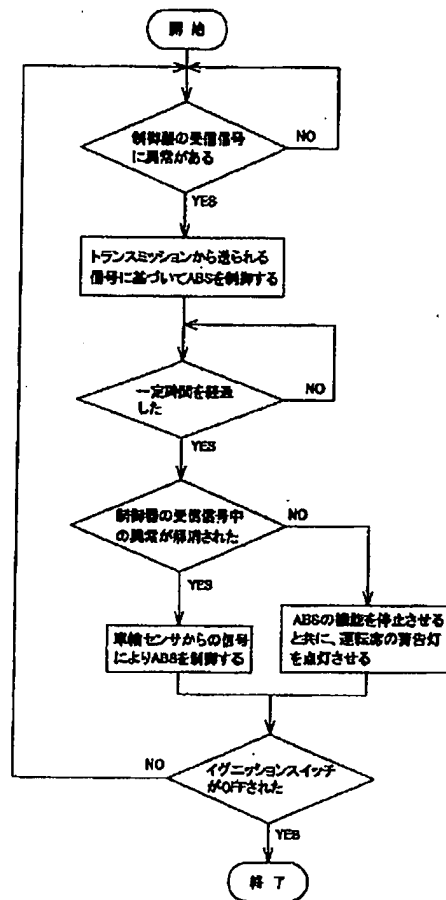 開 始
制御器の受信信号
に異常がある
NO
YES
トランスミッションから送られる
信号に基づいてABSを制御する
一定時間を経過
した
NO
YES
制御器の受信信号中
の異常が解消された
NO
YES
車輪センサからの信号
によりABSを制御する
ABSの機能を停止させる
と共に、運転席の警告灯
を点灯させる
イグニッションスイッチ
がOFFされた
NO
YES
終 了